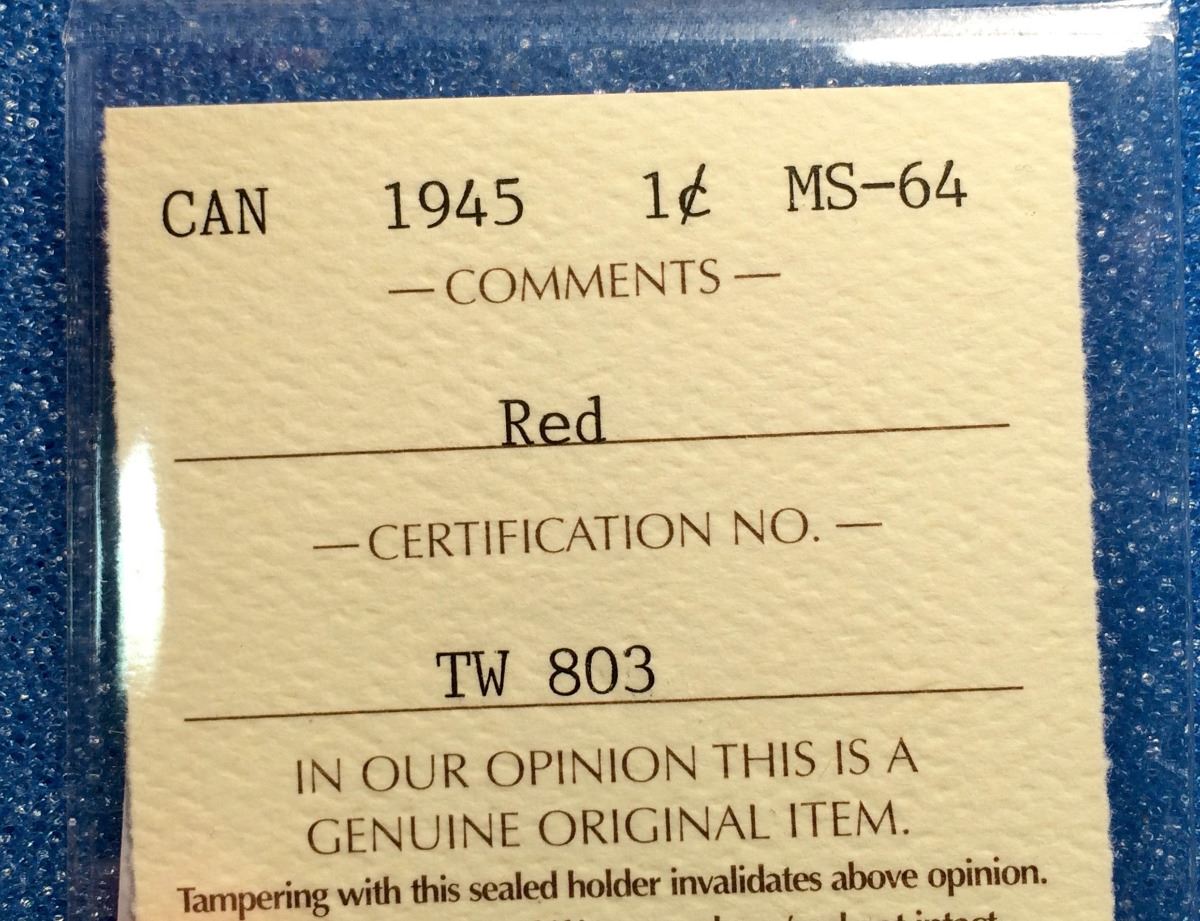 CAN 1945 1¢ MS-64
— COMMENTS —
Red
— CERTIFICATION NO. —
TW 803
IN OUR OPINION THIS IS A
GENUINE ORIGINAL ITEM.
Tampering with this sealed holder invalidates above opinion.
intact